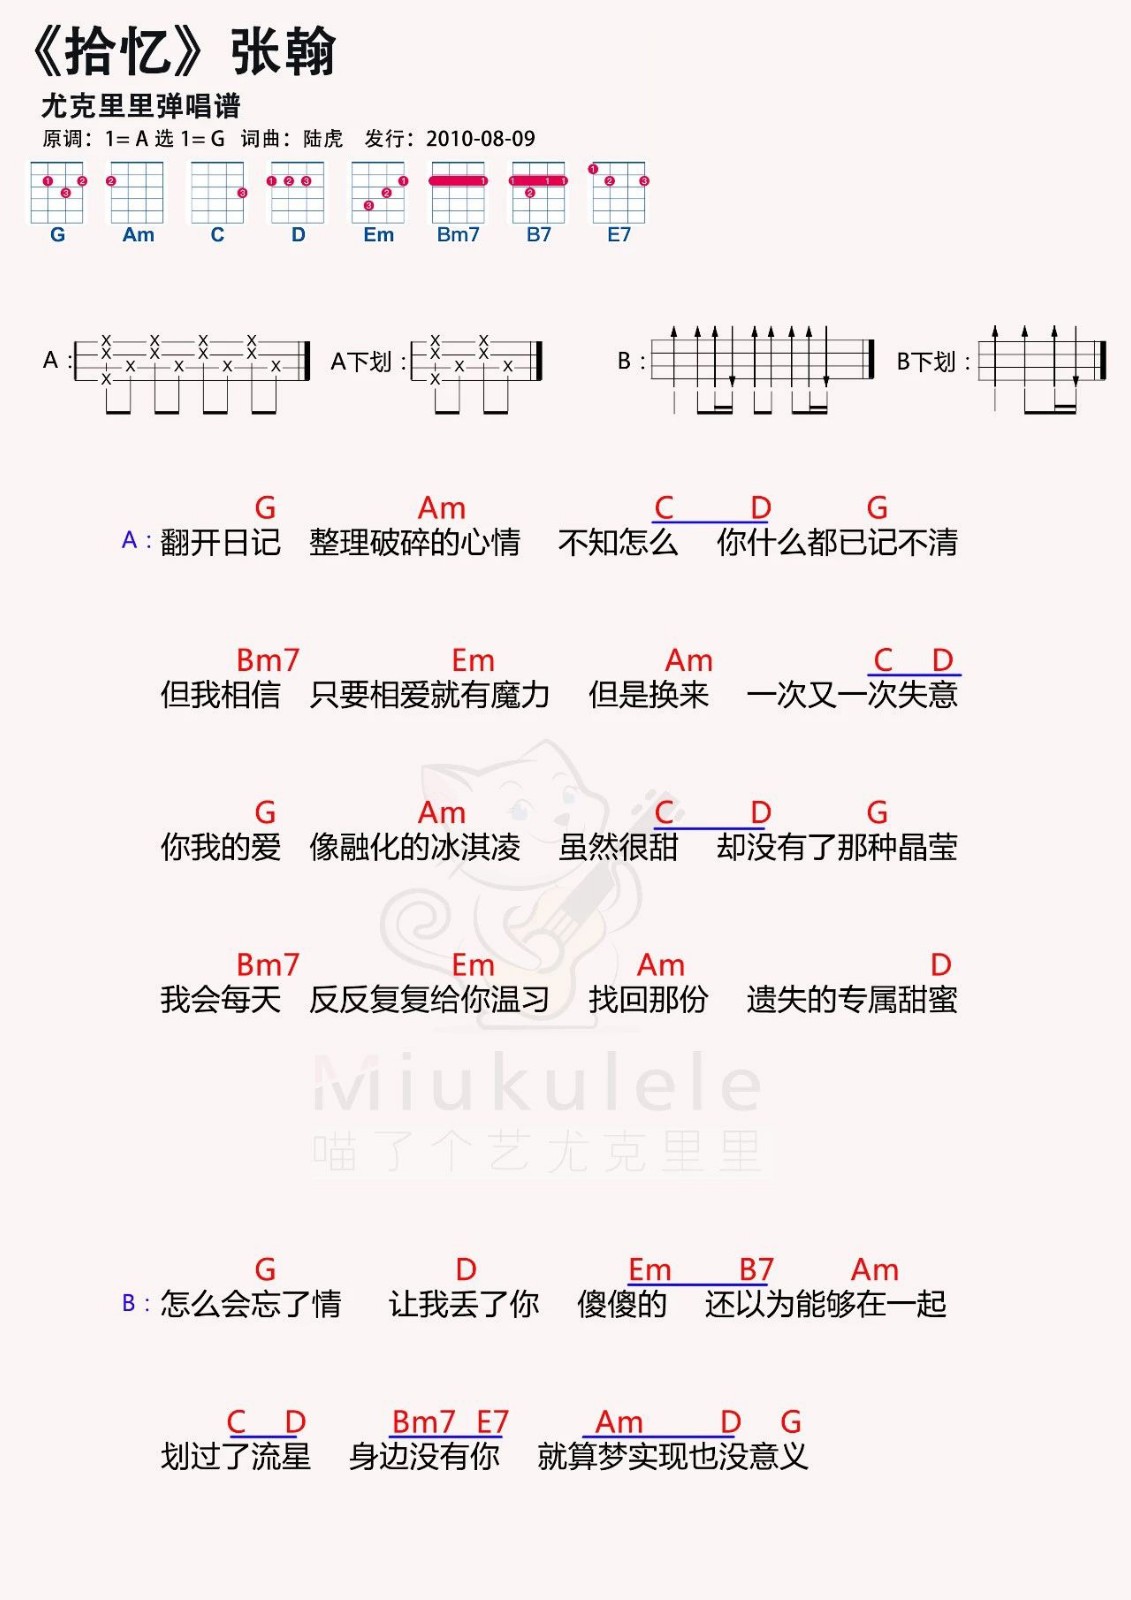 《拾忆》张翰
尤克里里弹唱谱
原调：1=A 选 1=G 词曲：陆虎 发行：2010-08-09
G Am C D Em Bm7 B7 E7
A： A下划： B： B下划：
G Am C D G
A：翻开日记 整理破碎的心情 不知怎么 你什么都已记不清
Bm7 Em Am C D
但我相信 只要相爱就有魔力 但是换来 一次又一次失意
G Am C D G
你我的爱 像融化的冰淇凌 虽然很甜 却没有了那种晶莹
Bm7 Em Am D
我会每天 反反复复给你温习 找回那份 遗失的专属甜蜜
Miukulele
喵了个艺尤克里里
G D Em B7 Am
B：怎么会忘了情 让我丢了你 傻傻的 还以为能够在一起
C D Bm7 E7 Am D G
划过了流星 身边没有你 就算梦实现也没意义